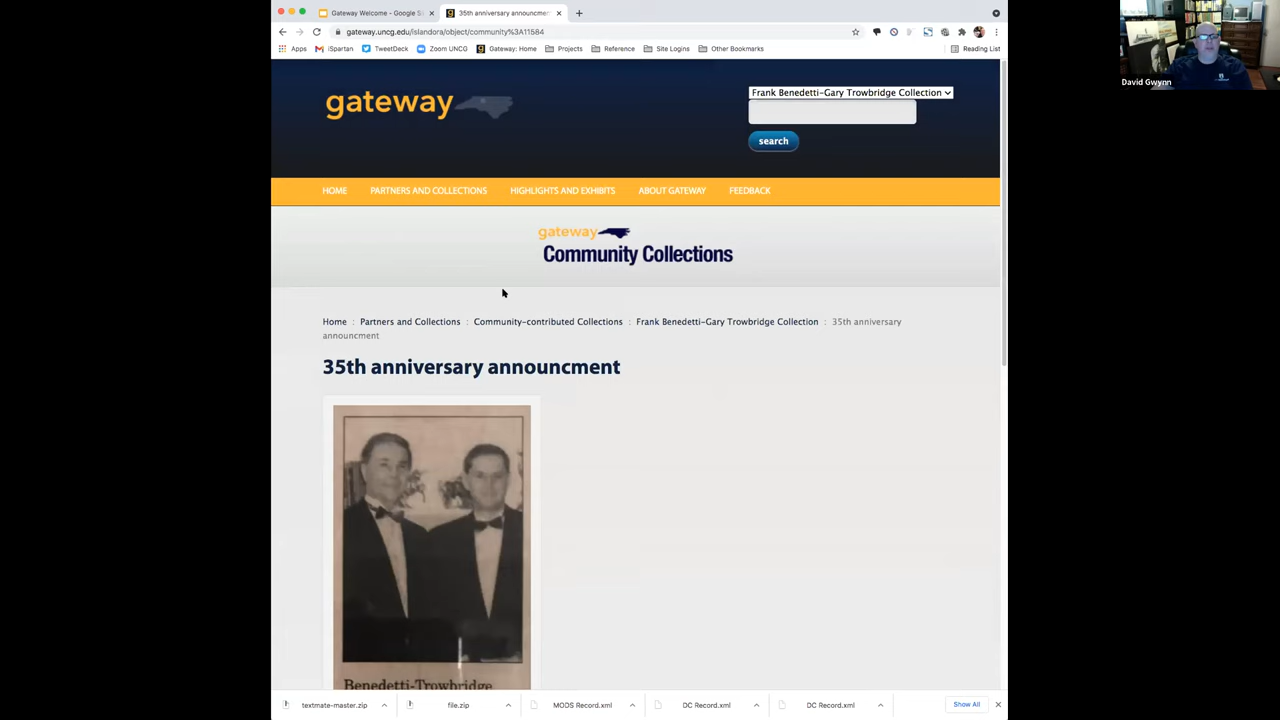 Gateway Welcome - Google Sl
35th anniversary announcmen
gateway.uncg.edu/islandora/object/community%3A11584
Apps
iSpartan
TweetDeck
Zoom UNCG
Gateway: Home
Projects
Reference
Site Logins
Other Bookmarks
Reading List
David Gwynn
gateway
Frank Benedetti-Gary Trowbridge Collection
search
HOME
PARTNERS AND COLLECTIONS
HIGHLIGHTS AND EXHIBITS
ABOUT GATEWAY
FEEDBACK
gateway
Community Collections
Home : Partners and Collections : Community-contributed Collections : Frank Benedetti-Gary Trowbridge Collection : 35th anniversary
announcment
35th anniversary announcment
Benedetti-Trowbridge
textmate-master.zip
file.zip
MODS Record.xml
DC Record.xml
DC Record.xml
Show All